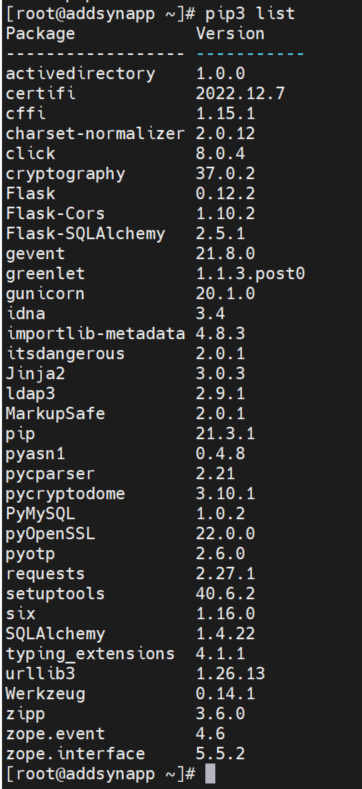 [root@addsynapp ~]# pip3 list
Package Version
------------------ -----------
activedirectory 1.0.0
certifi 2022.12.7
cffi 1.15.1
charset-normalizer 2.0.12
click 8.0.4
cryptography 37.0.2
Flask 0.12.2
Flask-Cors 1.10.2
Flask-SQLAlchemy 2.5.1
gevent 21.8.0
greenlet 1.1.3.post0
gunicorn 20.1.0
idna 3.4
importlib-metadata 4.8.3
itsdangerous 2.0.1
Jinja2 3.0.3
ldap3 2.9.1
MarkupSafe 2.0.1
pip 21.3.1
pyasn1 0.4.8
pycparser 2.21
pycryptodome 3.10.1
PyMySQL 1.0.2
pyOpenSSL 22.0.0
pyotp 2.6.0
requests 2.27.1
setuptools 40.6.2
six 1.16.0
SQLAlchemy 1.4.22
typing_extensions 4.1.1
urllib3 1.26.13
Werkzeug 0.14.1
zipp 3.6.0
zope.event 4.6
zope.interface 5.5.2
[root@addsynapp ~]#